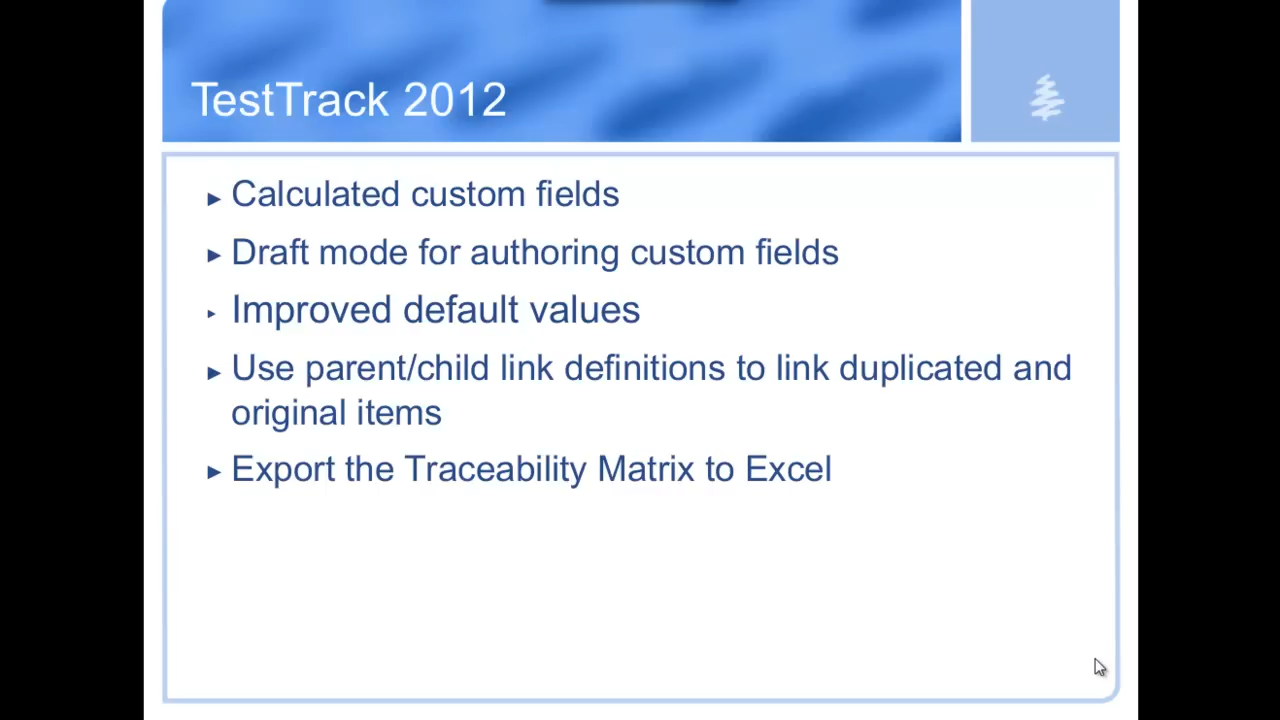 TestTrack 2012
Calculated custom fields
Draft mode for authoring custom fields
Improved default values
Use parent/child link definitions to link duplicated and
original items
Export the Traceability Matrix to Excel